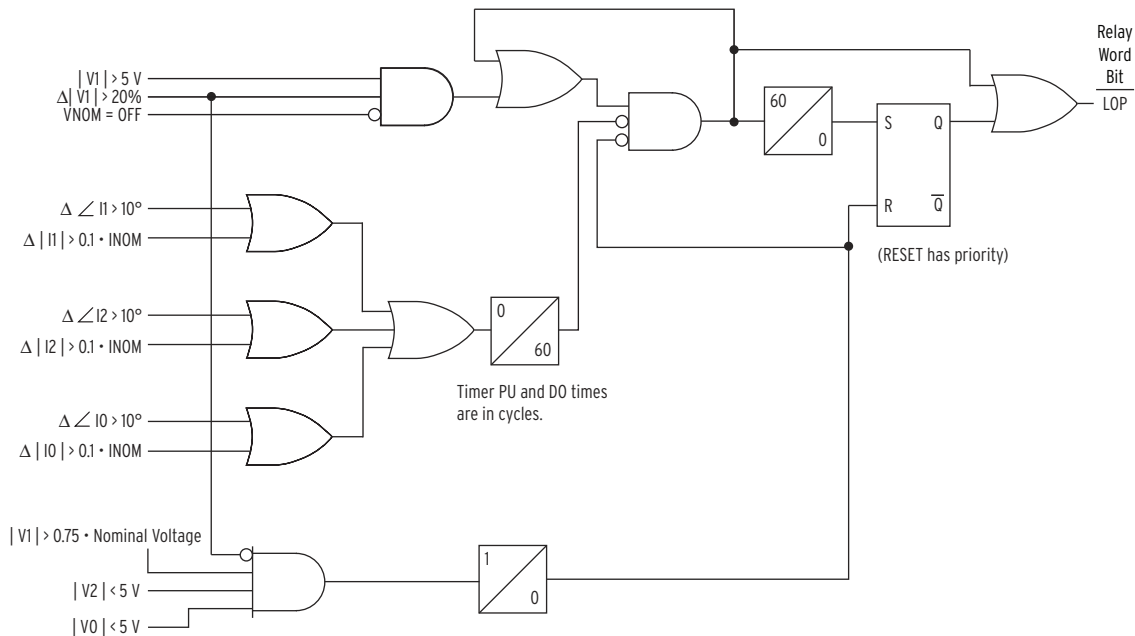 Relay
Word
Bit
LOP
| V1 | > 5 V
Δ| V1 | > 20%
VNOM = OFF
60
0
S
Q
R
Q̅
(RESET has priority)
Δ ∠ I1 > 10°
Δ | I1 | > 0.1 • INOM
Δ ∠ I2 > 10°
Δ | I2 | > 0.1 • INOM
0
60
Timer PU and DO times
are in cycles.
Δ ∠ I0 > 10°
Δ | I0 | > 0.1 • INOM
| V1 | > 0.75 • Nominal Voltage
| V2 | < 5 V
| V0 | < 5 V
1
0